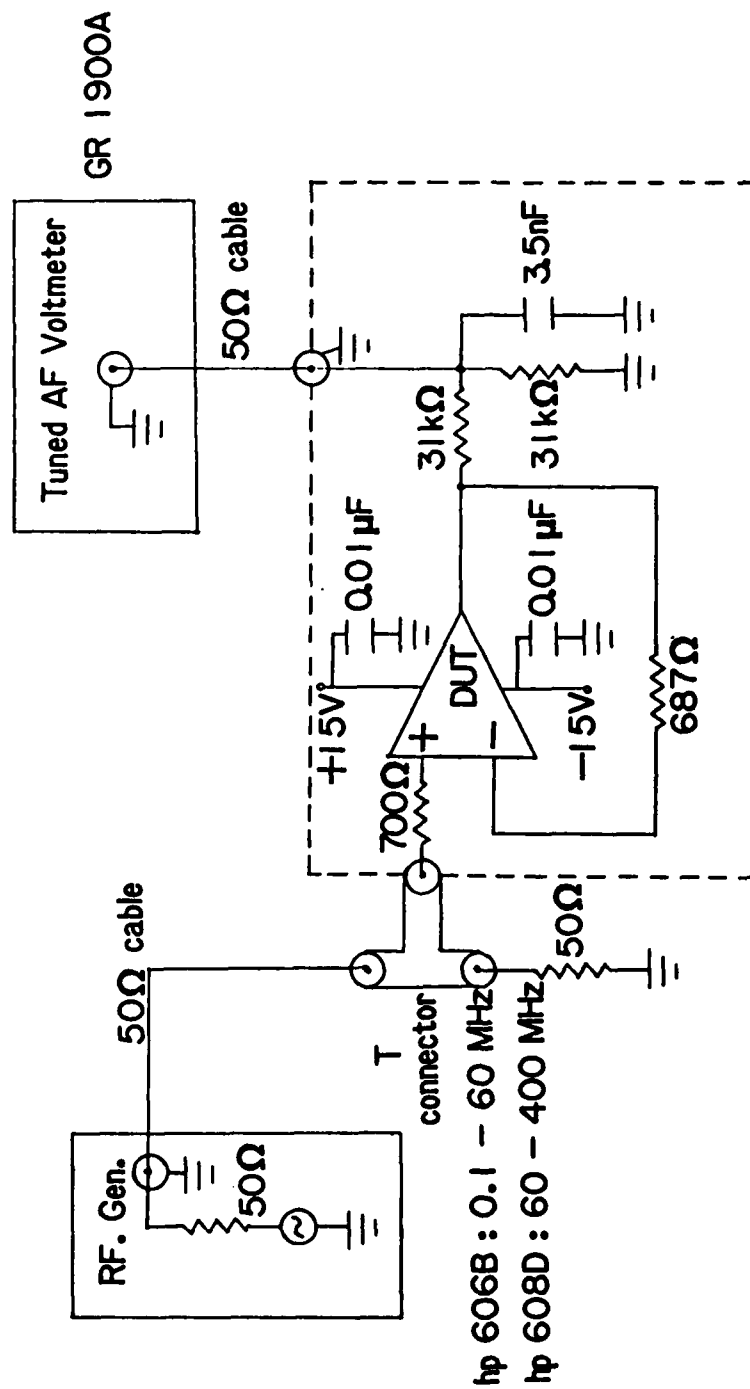 GR 1900A
Tuned AF Voltmeter
50Ω cable
3.5nF
31kΩ
31kΩ
0.01µF
0.01µF
+15V
−15V
DUT
+
−
700Ω
687Ω
50Ω cable
T
connector
50Ω
RF. Gen.
50Ω
hp 606B : 0.1 – 60 MHz
hp 608D : 60 – 400 MHz